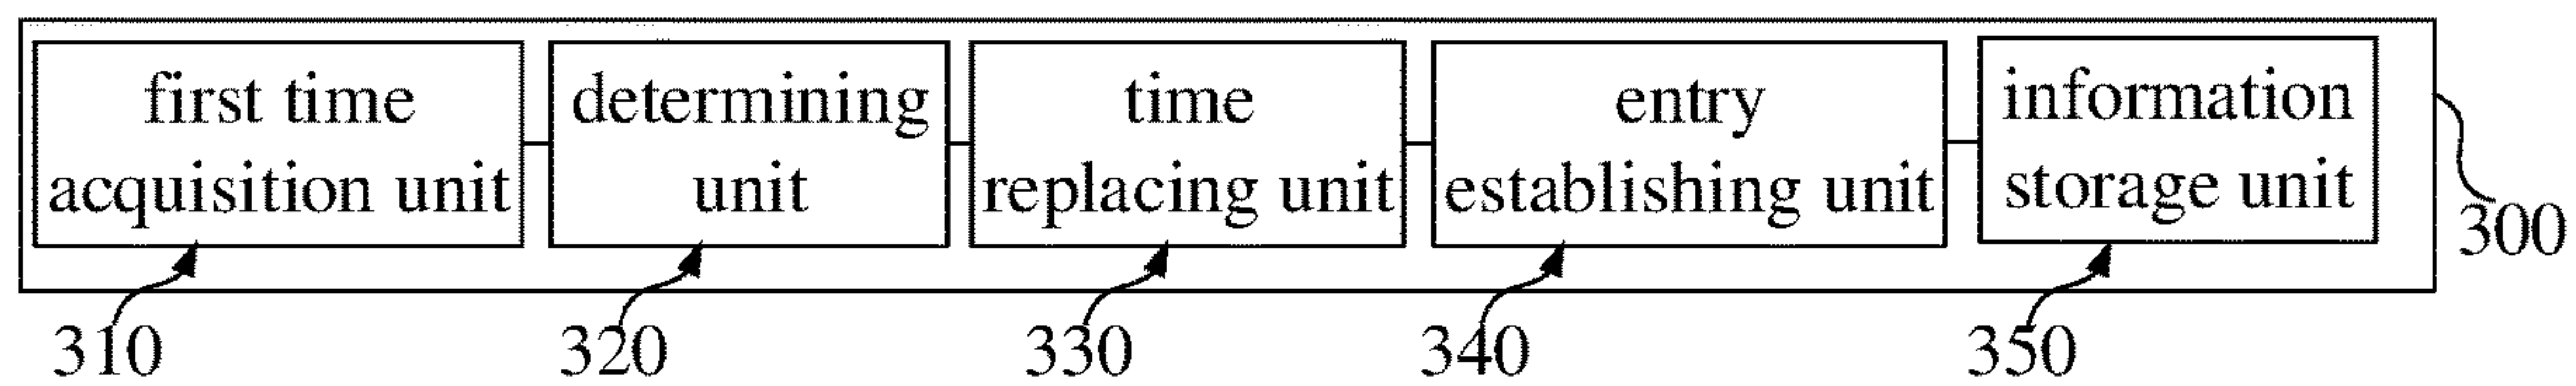 first time
acquisition unit
determining
unit
time
replacing unit
entry
establishing unit
information
storage unit
300
310
320
330
340
350